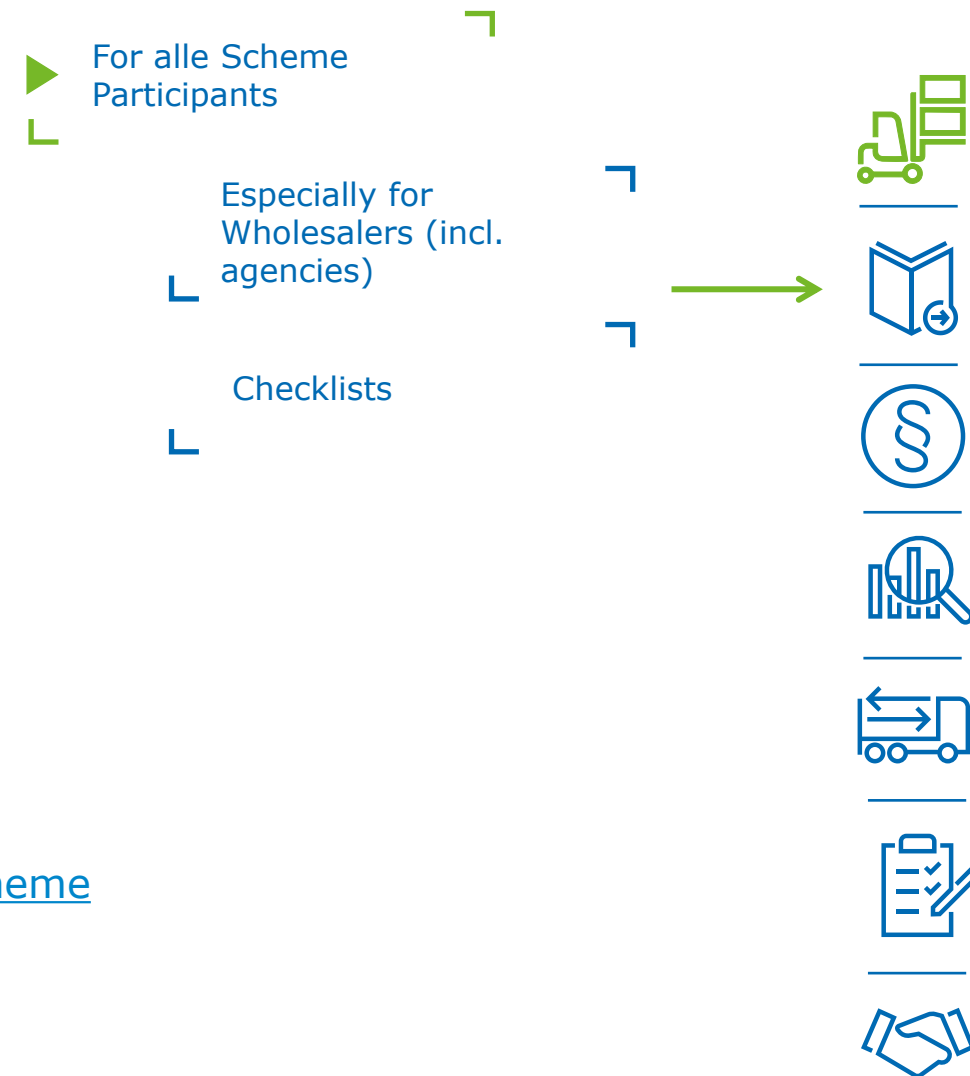 For alle Scheme
Participants
Especially for
Wholesalers (incl.
agencies)
Checklists
§